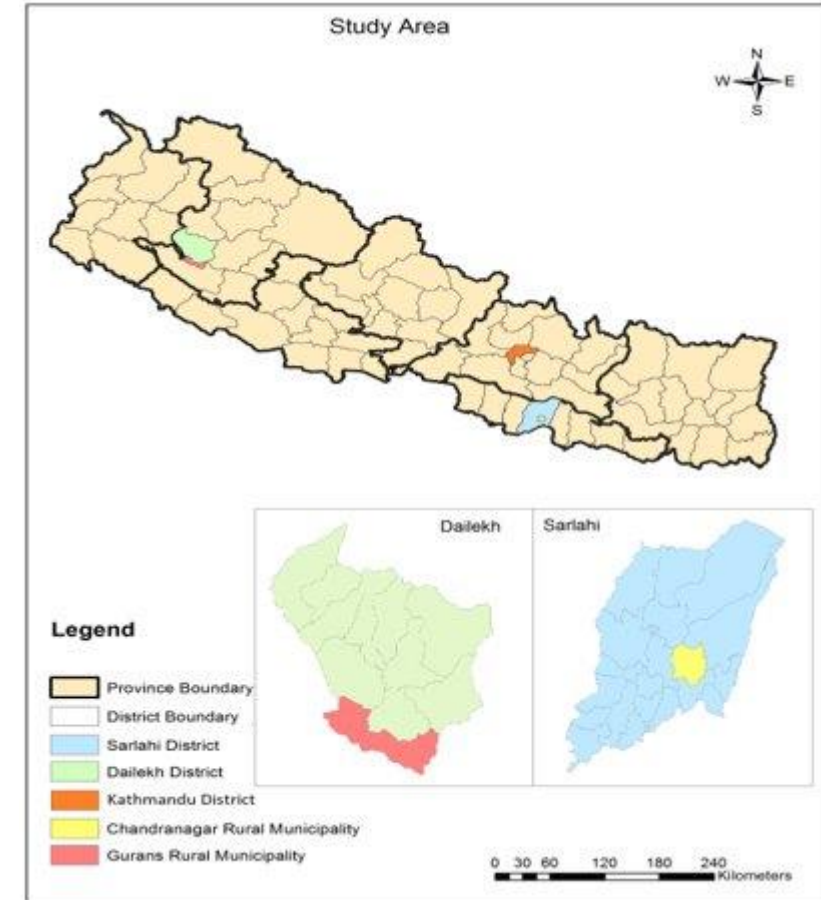 Study Area
N
W E
S
Dailekh
Sarlahi
Legend
Province Boundary
District Boundary
Sarlahi District
Dailekh District
Kathmandu District
Chandranagar Rural Municipality
Gurans Rural Municipality
0 30 60 120 180 240
Kilometers